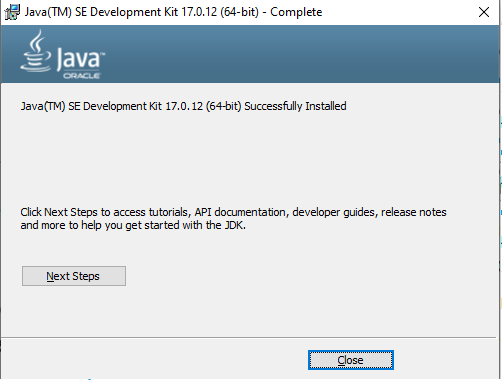 Java(TM) SE Development Kit 17.0.12 (64-bit) - Complete
Java™
ORACLE
Java(TM) SE Development Kit 17.0.12 (64-bit) Successfully Installed
Click Next Steps to access tutorials, API documentation, developer guides, release notes
and more to help you get started with the JDK.
Next Steps
Close